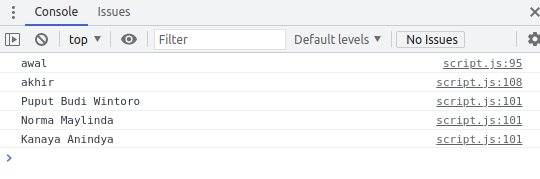 Console Issues
top Filter Default levels No Issues
awal script.js:95
akhir script.js:108
Puput Budi Wintoro script.js:101
Norma Maylinda script.js:101
Kanaya Anindya script.js:101